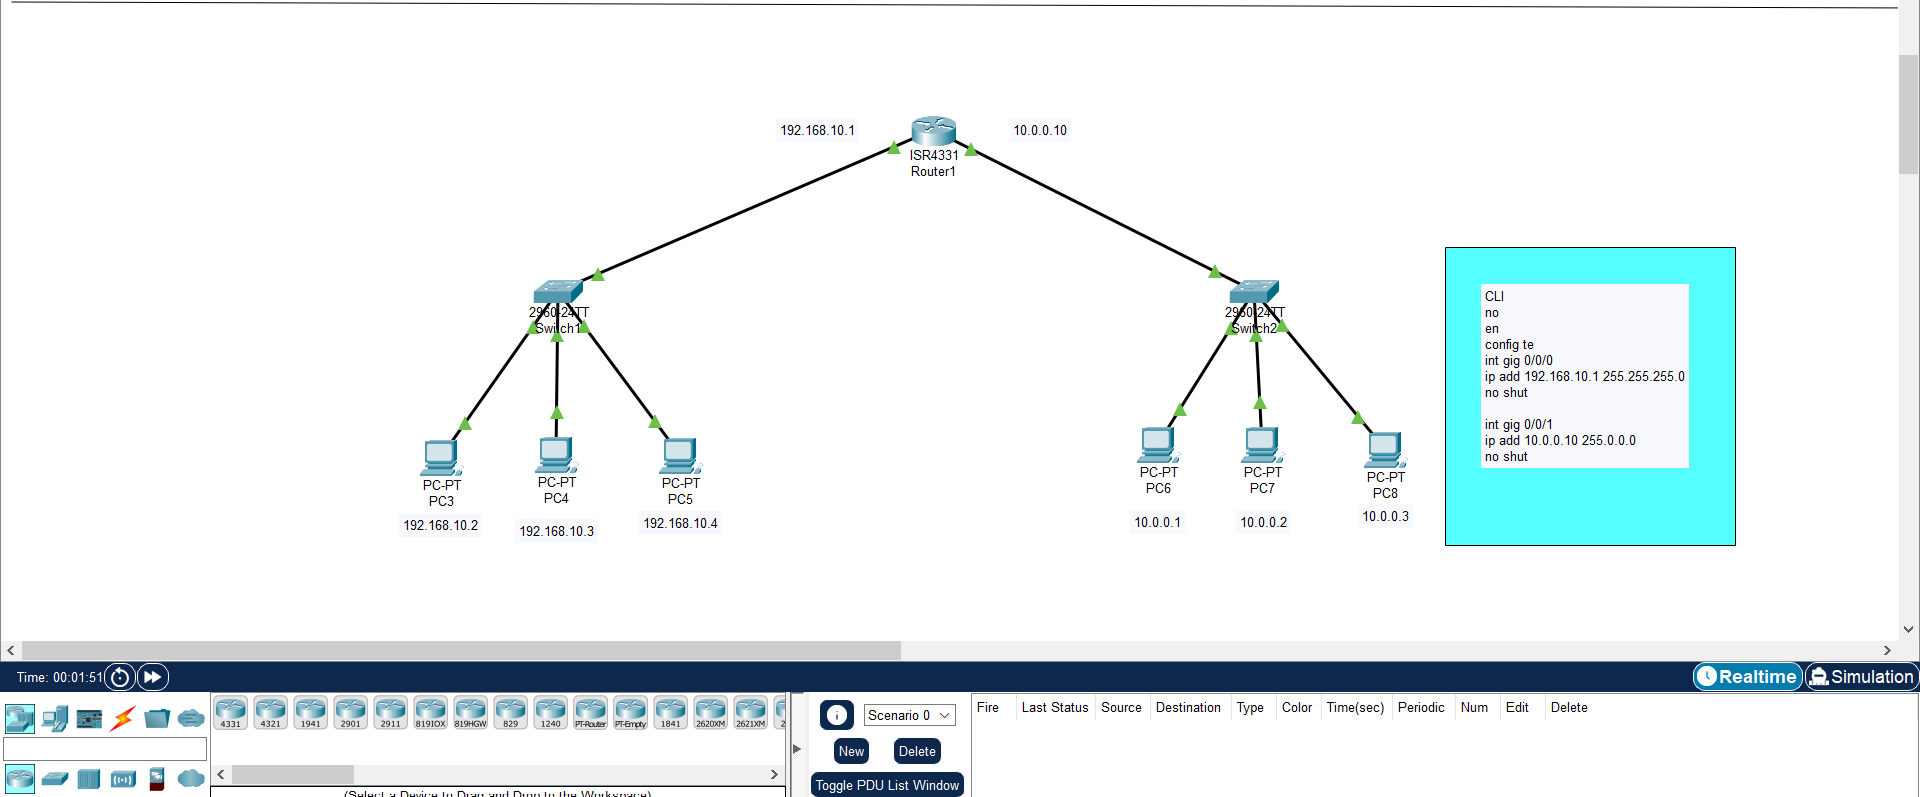 192.168.10.1
10.0.0.10
ISR4331
Router1
2960-24TT
Switch1
2960-24TT
Switch2
CLI
no
en
config te
int gig 0/0/0
ip add 192.168.10.1 255.255.255.0
no shut
int gig 0/0/1
ip add 10.0.0.10 255.0.0.0
no shut
PC-PT
PC3
192.168.10.2
PC-PT
PC4
192.168.10.3
PC-PT
PC5
192.168.10.4
PC-PT
PC6
10.0.0.1
PC-PT
PC7
10.0.0.2
PC-PT
PC8
10.0.0.3
Time: 00:01:51
Realtime
Simulation
4331 4321 1941 2901 2911 819IOX 819HGW 829 1240 PT-Router PT-Empty 1841 2620XM 2621XM 2
Scenario 0
New
Delete
Toggle PDU List Window
Fire Last Status Source Destination Type Color Time(sec) Periodic Num Edit Delete
(Select a Device to Drag and Drop to the Workspace)